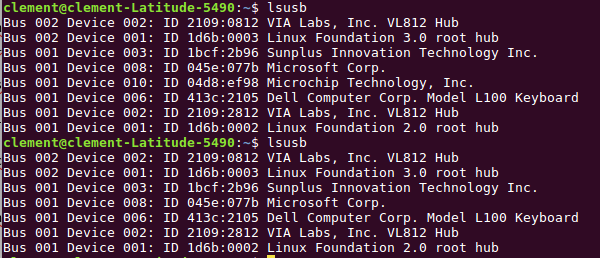 clement@clement-Latitude-5490:~$ lsusb
Bus 002 Device 002: ID 2109:0812 VIA Labs, Inc. VL812 Hub
Bus 002 Device 001: ID 1d6b:0003 Linux Foundation 3.0 root hub
Bus 001 Device 003: ID 1bcf:2b96 Sunplus Innovation Technology Inc.
Bus 001 Device 008: ID 045e:077b Microsoft Corp.
Bus 001 Device 010: ID 04d8:ef98 Microchip Technology, Inc.
Bus 001 Device 006: ID 413c:2105 Dell Computer Corp. Model L100 Keyboard
Bus 001 Device 002: ID 2109:2812 VIA Labs, Inc. VL812 Hub
Bus 001 Device 001: ID 1d6b:0002 Linux Foundation 2.0 root hub
clement@clement-Latitude-5490:~$ lsusb
Bus 002 Device 002: ID 2109:0812 VIA Labs, Inc. VL812 Hub
Bus 002 Device 001: ID 1d6b:0003 Linux Foundation 3.0 root hub
Bus 001 Device 003: ID 1bcf:2b96 Sunplus Innovation Technology Inc.
Bus 001 Device 008: ID 045e:077b Microsoft Corp.
Bus 001 Device 006: ID 413c:2105 Dell Computer Corp. Model L100 Keyboard
Bus 001 Device 002: ID 2109:2812 VIA Labs, Inc. VL812 Hub
Bus 001 Device 001: ID 1d6b:0002 Linux Foundation 2.0 root hub